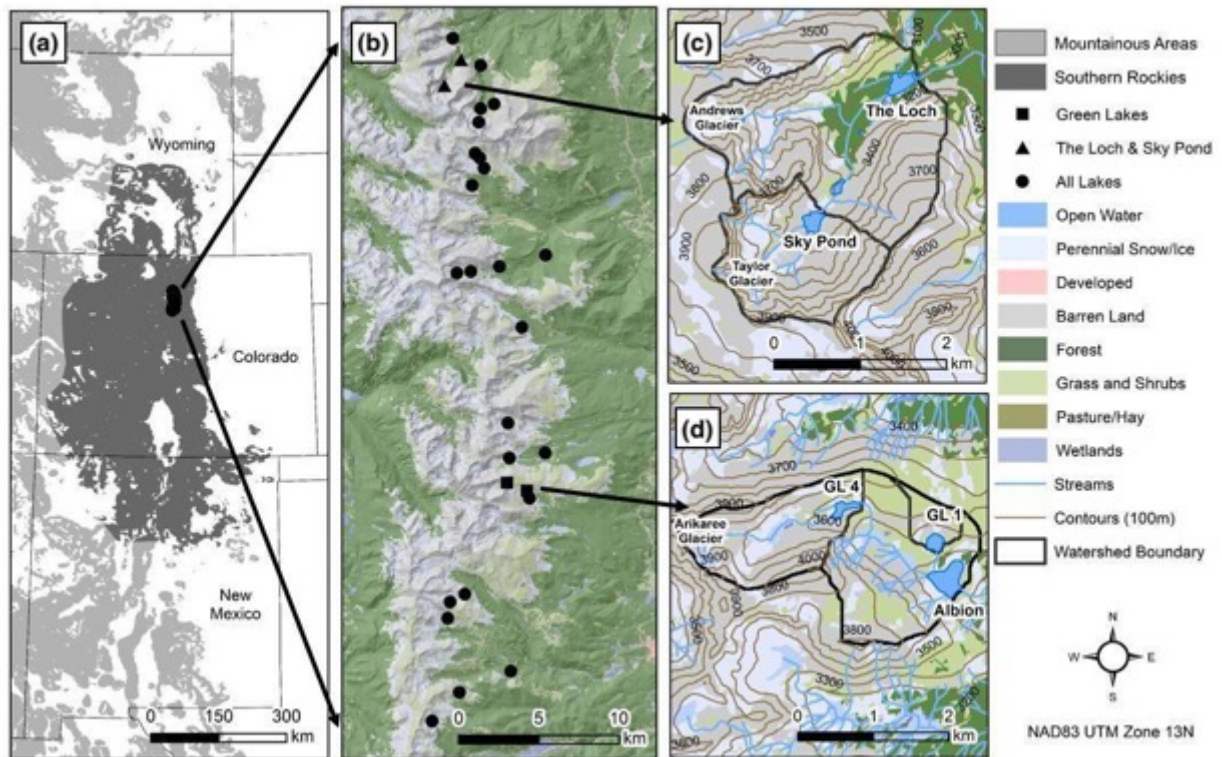 (a)
Wyoming
Colorado
New
Mexico
0 150 300
km
(b)
0 5 10
km
(c)
3500
3700
Andrews
Glacier
The Loch
3400
3700
3700
3800
3900
Sky Pond
3600
Taylor
Glacier
3500
0 1 2
km
(d)
3400
3700
GL 4
3900
GL 1
Arikaree
Glacier
3600
3900
4000
Albion
3800
3500
3300
0 1 2
km
Mountainous Areas
Southern Rockies
Green Lakes
The Loch & Sky Pond
All Lakes
Open Water
Perennial Snow/Ice
Developed
Barren Land
Forest
Grass and Shrubs
Pasture/Hay
Wetlands
Streams
Contours (100m)
Watershed Boundary
N
W E
S
NAD83 UTM Zone 13N